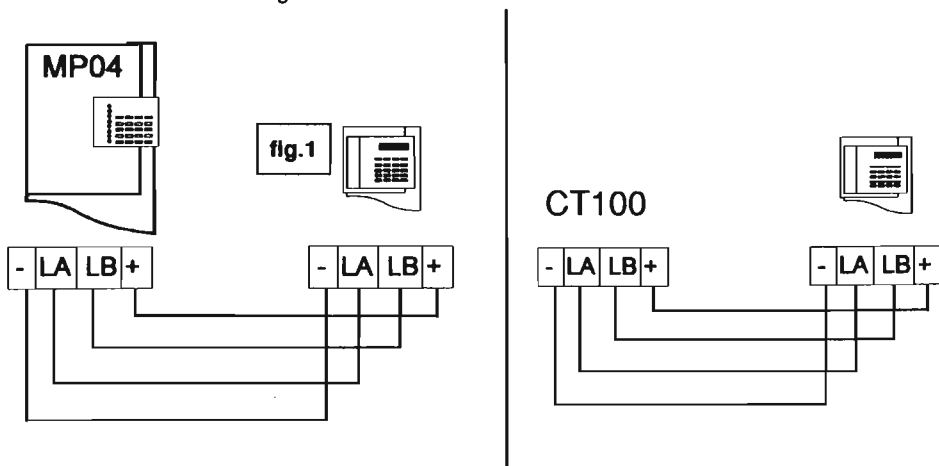 MP04
fig.1
- LA LB +
- LA LB +
CT100
- LA LB +
- LA LB +